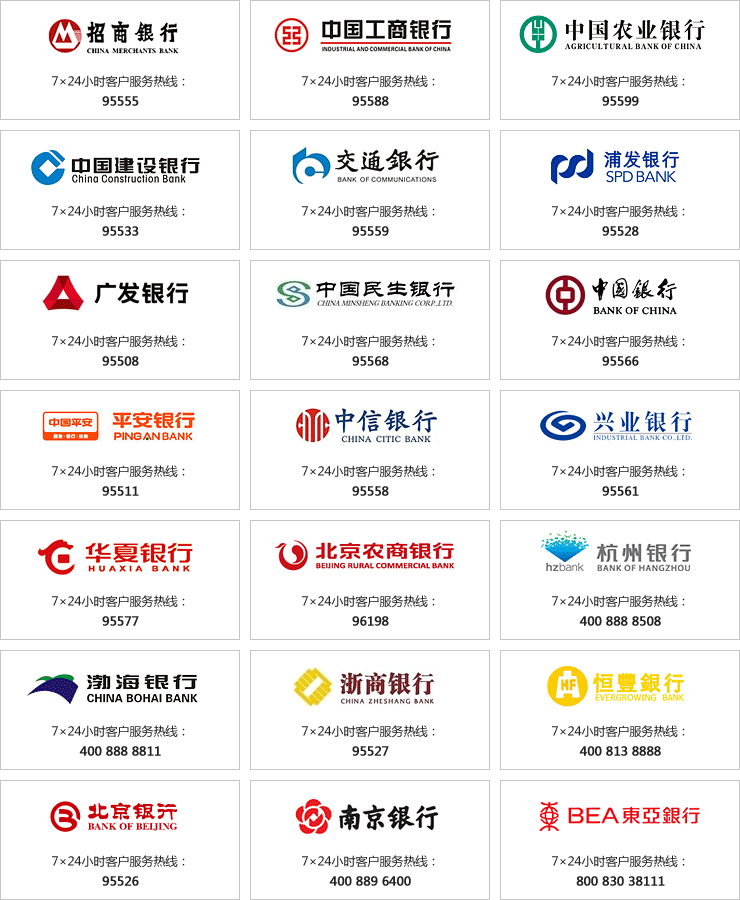 招商银行
CHINA MERCHANTS BANK
7×24小时客户服务热线：
95555
中国工商银行
INDUSTRIAL AND COMMERCIAL BANK OF CHINA
7×24小时客户服务热线：
95588
中国农业银行
AGRICULTURAL BANK OF CHINA
7×24小时客户服务热线：
95599
中国建设银行
China Construction Bank
7×24小时客户服务热线：
95533
交通銀行
BANK OF COMMUNICATIONS
7×24小时客户服务热线：
95559
浦发银行
SPD BANK
7×24小时客户服务热线：
95528
广发银行
7×24小时客户服务热线：
95508
中国民生银行
CHINA MINSHENG BANKING CORP.,LTD.
7×24小时客户服务热线：
95568
中国銀行
BANK OF CHINA
7×24小时客户服务热线：
95566
中国平安
平安银行
PING AN BANK
7×24小时客户服务热线：
95511
中信银行
CHINA CITIC BANK
7×24小时客户服务热线：
95558
兴业银行
INDUSTRIAL BANK CO.,LTD.
7×24小时客户服务热线：
95561
华夏银行
HUAXIA BANK
7×24小时客户服务热线：
95577
北京农商银行
BEIJING RURAL COMMERCIAL BANK
7×24小时客户服务热线：
96198
hzbank
杭州银行
BANK OF HANGZHOU
7×24小时客户服务热线：
400 888 8508
渤海银行
CHINA BOHAI BANK
7×24小时客户服务热线：
400 888 8811
浙商银行
CHINA ZHESHANG BANK
7×24小时客户服务热线：
95527
HF
恒豐銀行
EVERGROWING BANK
7×24小时客户服务热线：
400 813 8888
北京银行
BANK OF BEIJING
7×24小时客户服务热线：
95526
南京银行
7×24小时客户服务热线：
400 889 6400
BEA東亞銀行
7×24小时客户服务热线：
800 830 38111